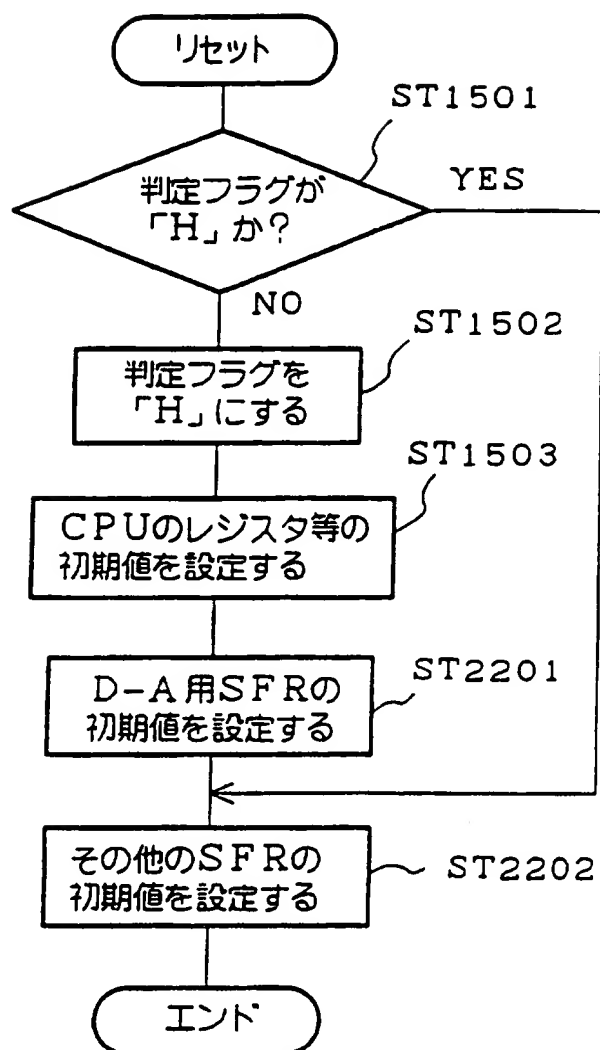 リセット
ST1501
判定フラグが
「H」か?
YES
NO
ST1502
判定フラグを
「H」にする
ST1503
CPUのレジスタ等の
初期値を設定する
ST2201
D-A用SFRの
初期値を設定する
その他のSFRの
初期値を設定する
ST2202
エンド